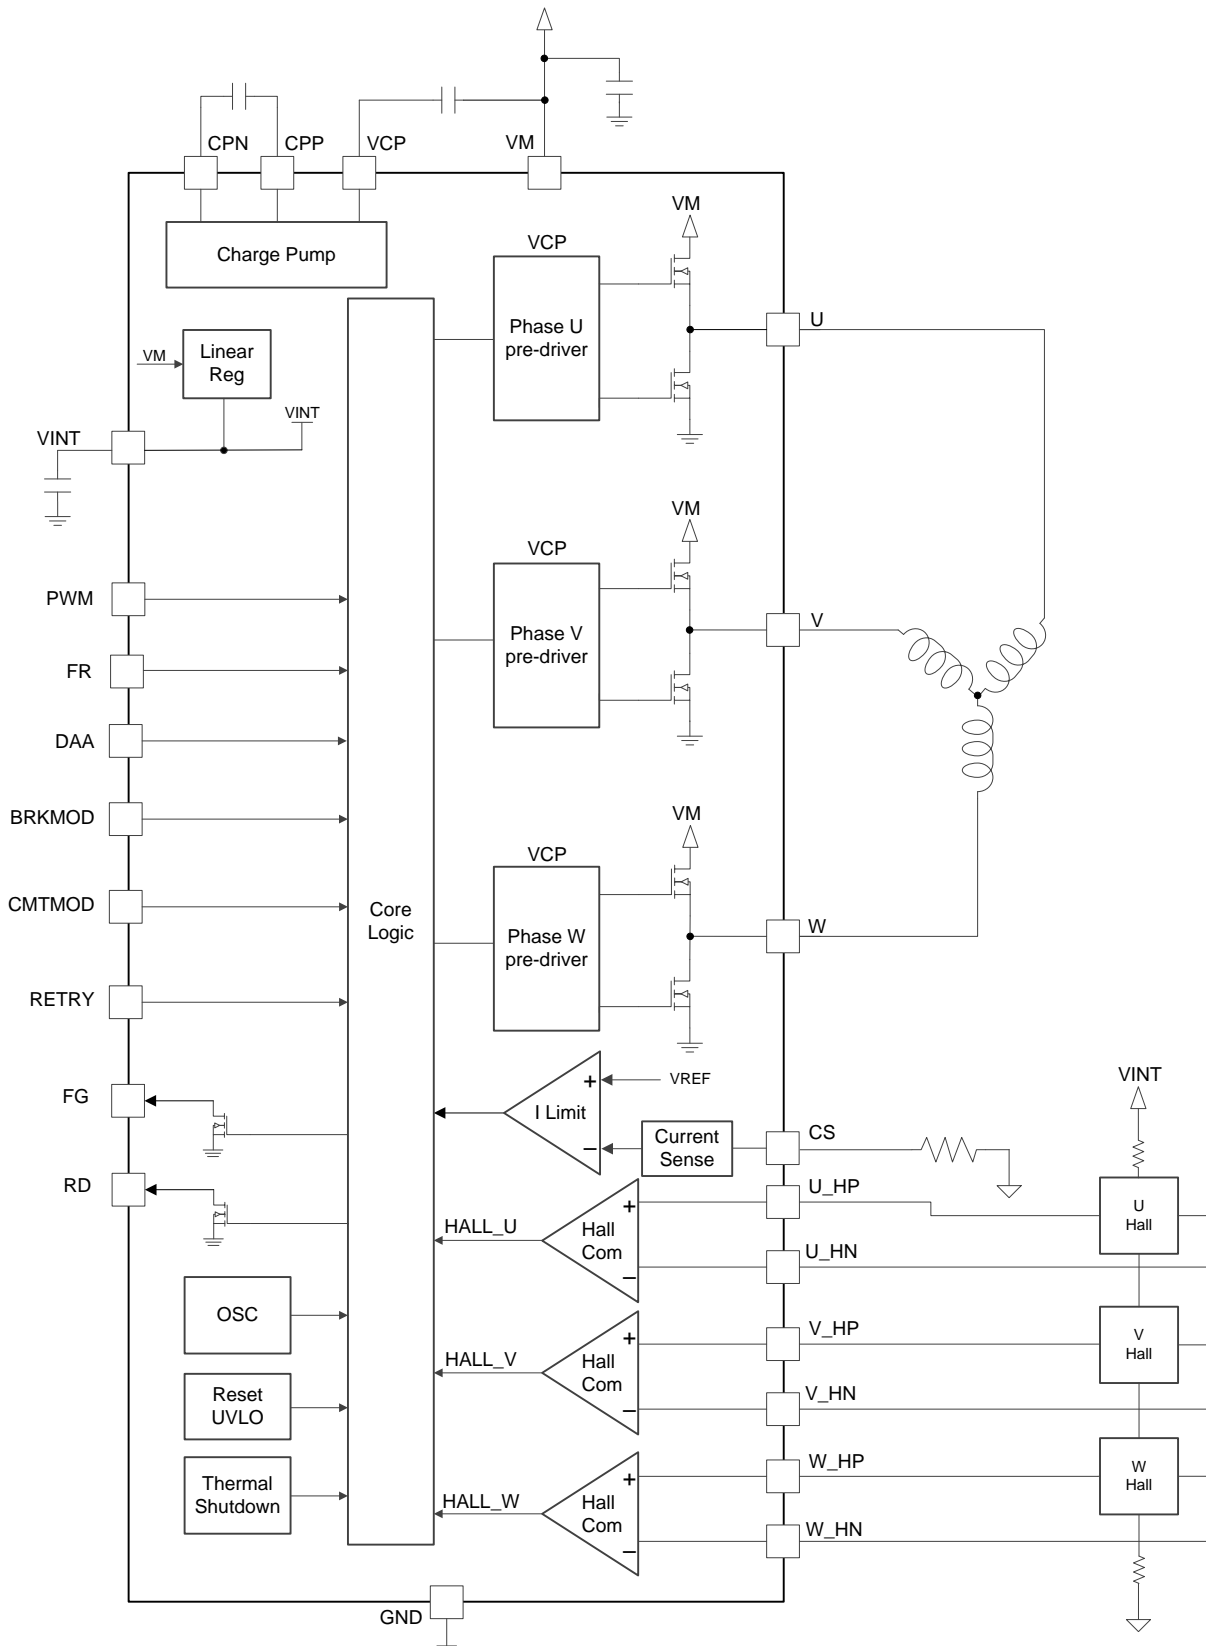 CPN
CPP
VCP
VM
Charge Pump
VM
VCP
Phase U
pre-driver
U
VM
Linear
Reg
VINT
VINT
VM
VCP
Phase V
pre-driver
V
PWM
FR
DAA
BRKMOD
CMTMOD
RETRY
Core
Logic
VM
VCP
Phase W
pre-driver
W
FG
RD
+
I Limit
−
VREF
Current
Sense
CS
VINT
U_HP
U_HN
U
Hall
HALL_U
+
Hall
Com
−
V_HP
V_HN
V
Hall
HALL_V
+
Hall
Com
−
W_HP
W_HN
W
Hall
HALL_W
+
Hall
Com
−
OSC
Reset
UVLO
Thermal
Shutdown
GND